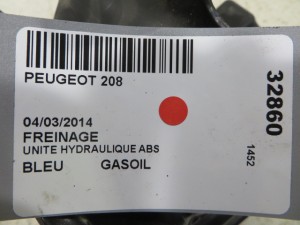 PEUGEOT 208
04/03/2014
FREINAGE
UNITE HYDRAULIQUE ABS
BLEU GASOIL
32860
1452